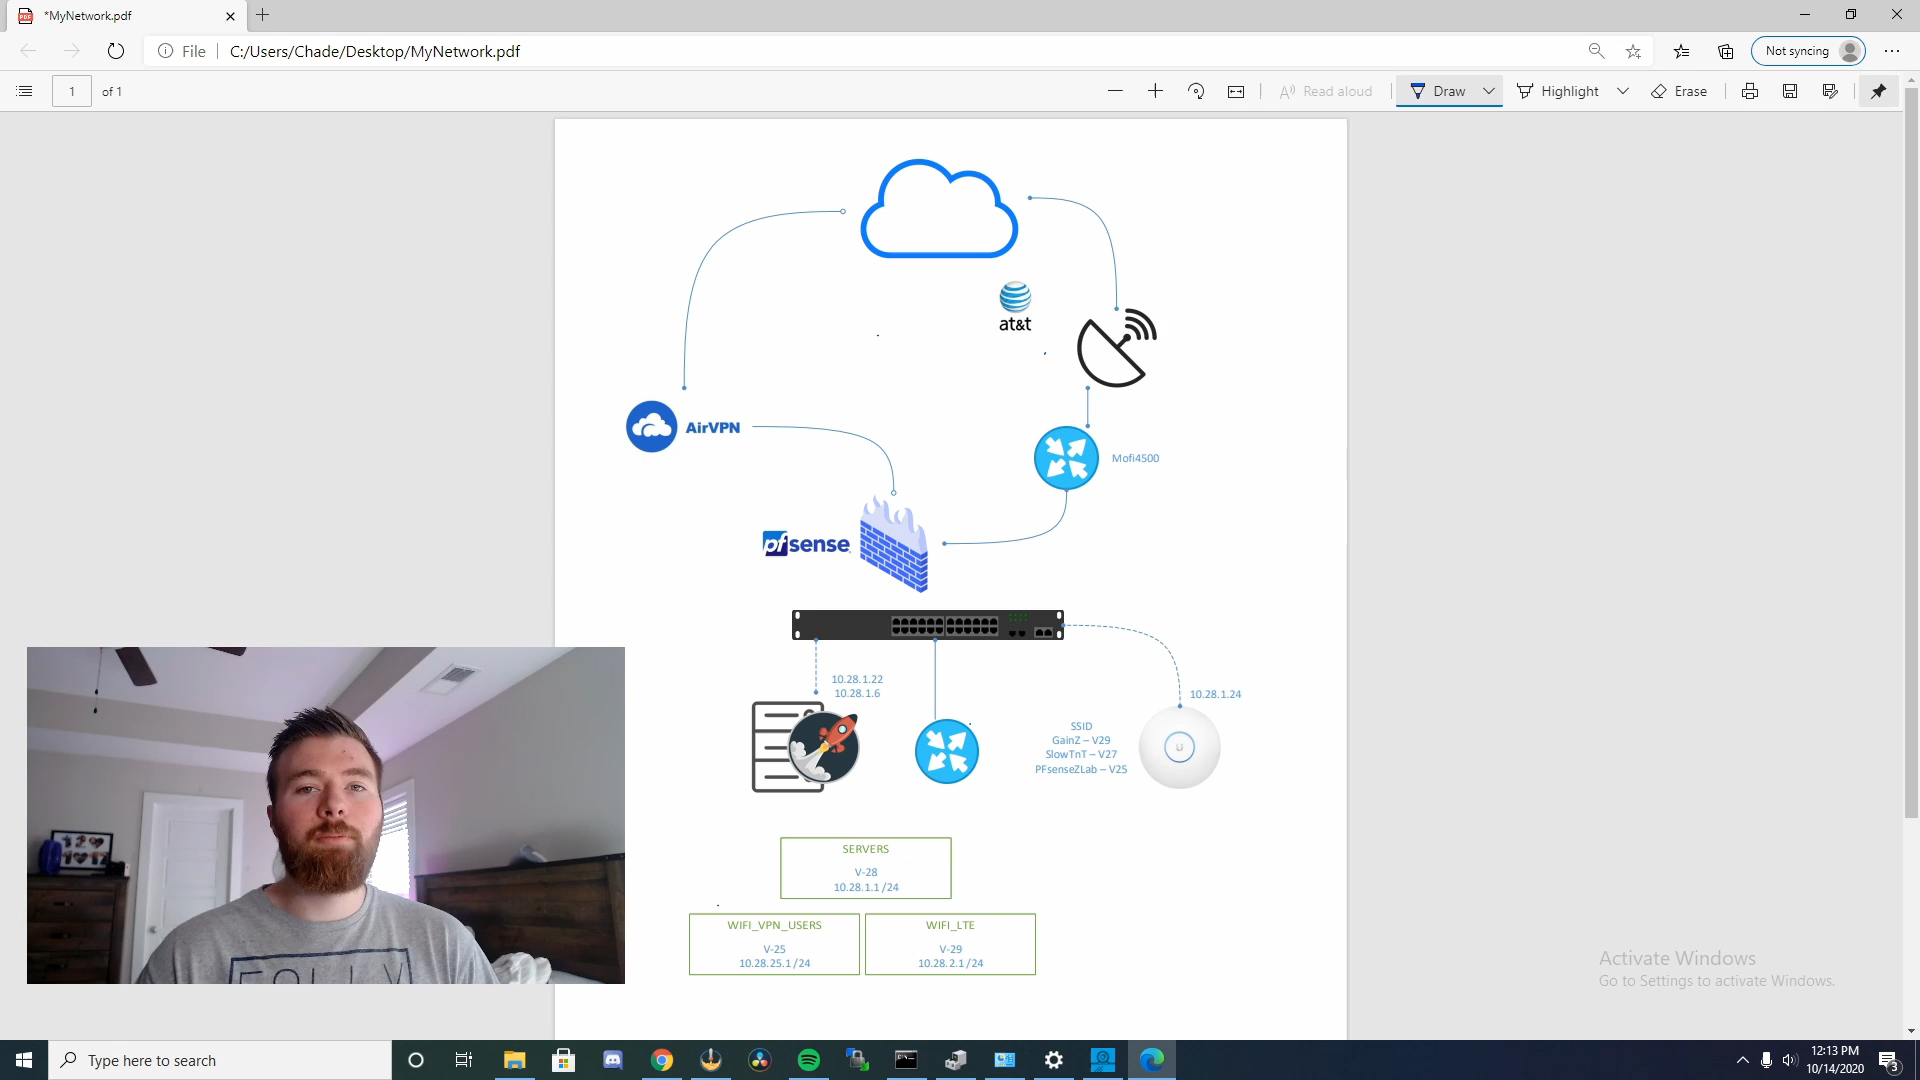 *MyNetwork.pdf
File
C:/Users/Chade/Desktop/MyNetwork.pdf
Not syncing
1 of 1
Read aloud
Draw
Highlight
Erase
at&t
AirVPN
Mofi4500
pfsense
10.28.1.22
10.28.1.6
10.28.1.24
SSID
GainZ – V29
SlowTnT – V27
PFsenseZLab – V25
SERVERS
V-28
10.28.1.1 /24
WIFI_VPN_USERS
V-25
10.28.25.1 /24
WIFI_LTE
V-29
10.28.2.1 /24
Activate Windows
Go to Settings to activate Windows.
Type here to search
12:13 PM
10/14/2020
3